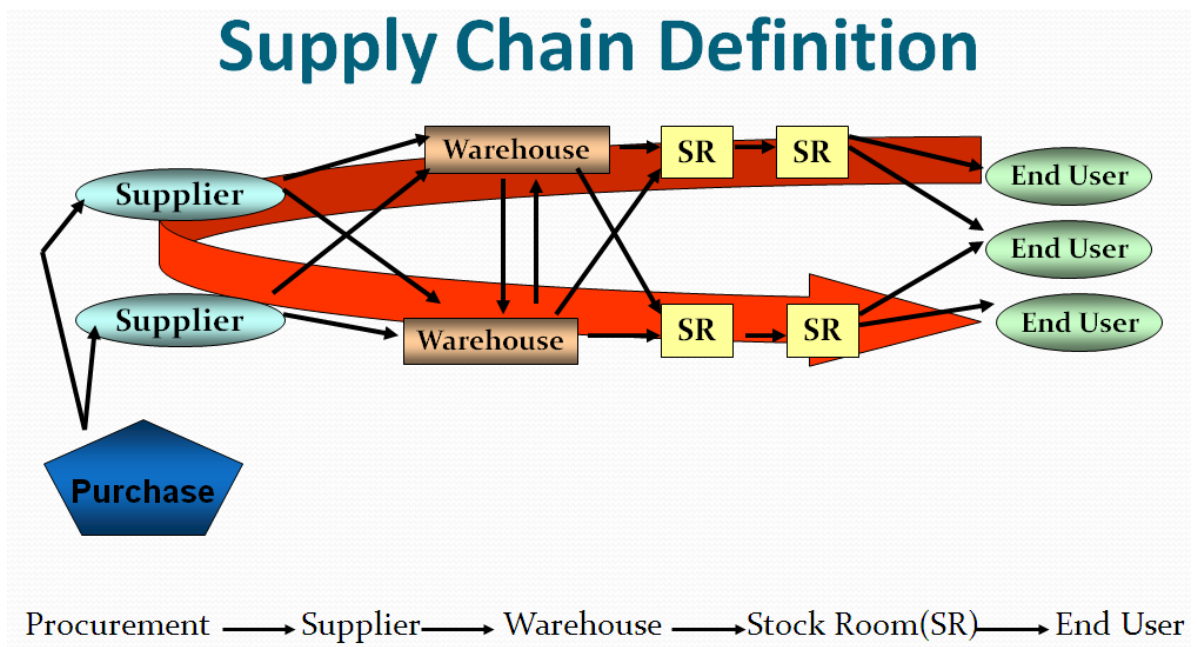 Supply Chain Definition
Warehouse
SR
SR
End User
Supplier
End User
Supplier
Warehouse
SR
SR
End User
Purchase
Procurement Supplier Warehouse Stock Room(SR) End User